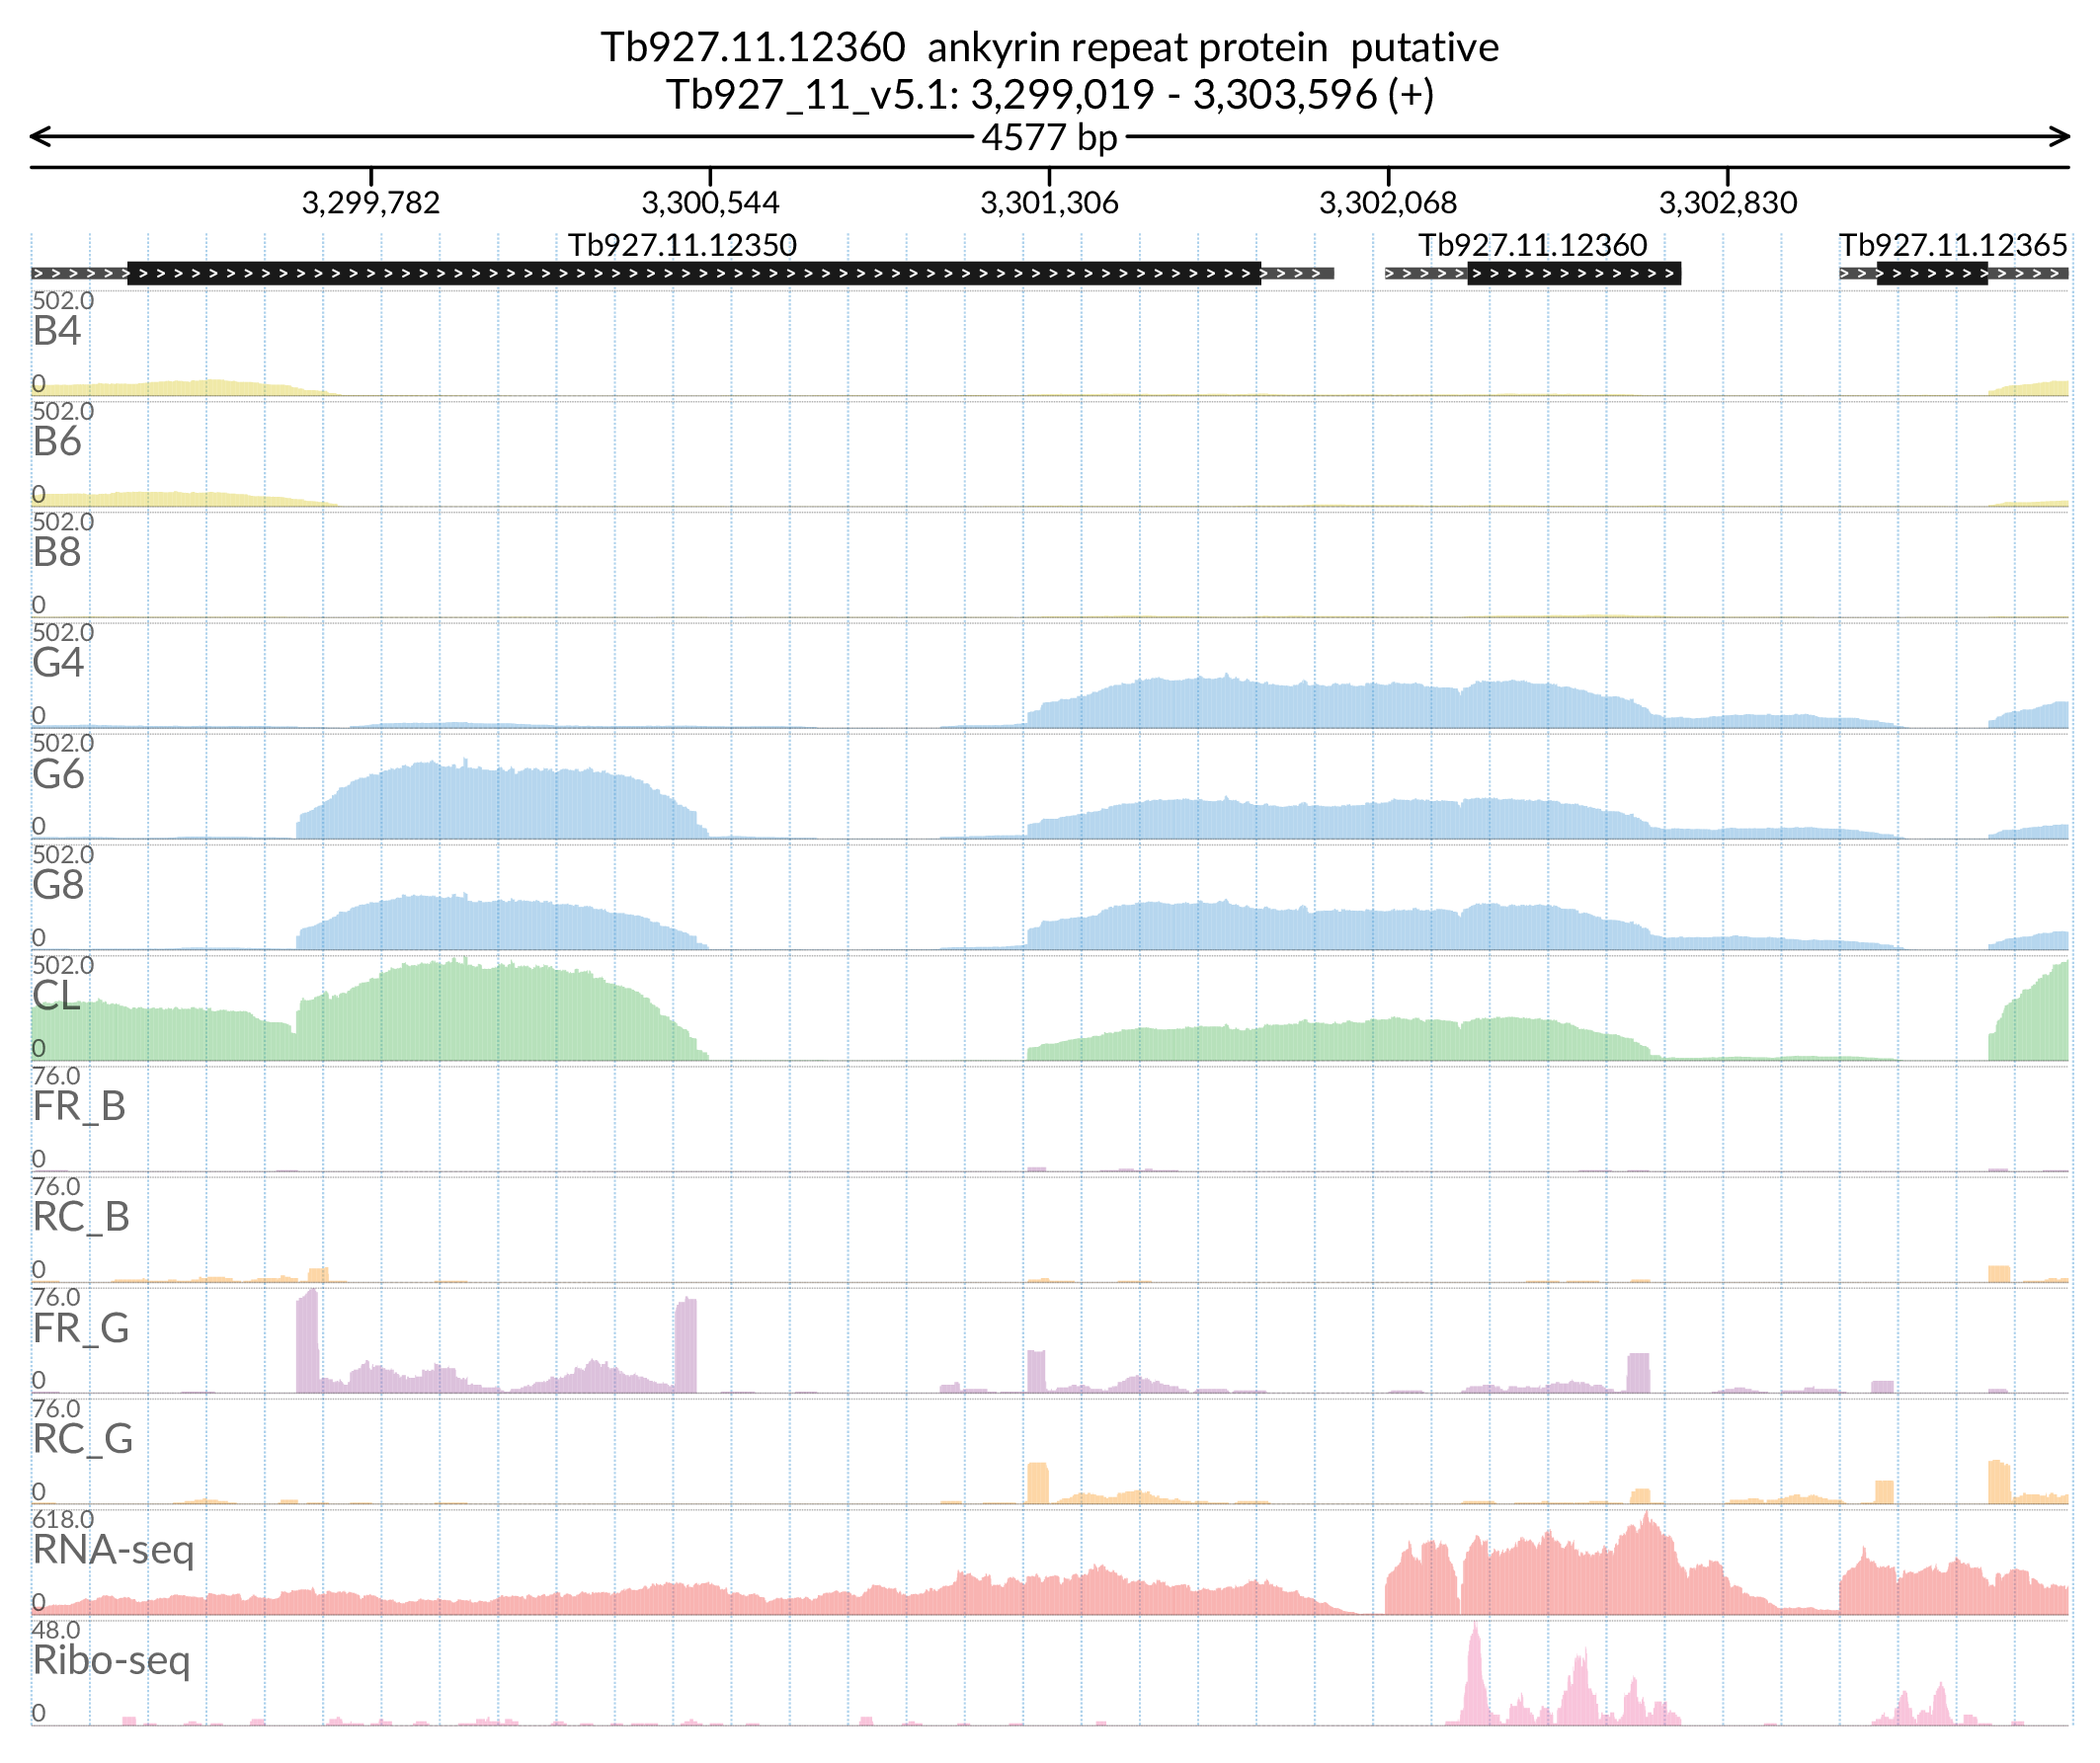 Tb927.11.12360  ankyrin repeat protein  putative
Tb927_11_v5.1: 3,299,019 - 3,303,596 (+)
4577 bp
3,299,782 3,300,544 3,301,306 3,302,068 3,302,830
Tb927.11.12350 Tb927.11.12360 Tb927.11.12365
502.0
B4
0
502.0
B6
0
502.0
B8
0
502.0
G4
0
502.0
G6
0
502.0
G8
0
502.0
CL
0
76.0
FR_B
0
76.0
RC_B
0
76.0
FR_G
0
76.0
RC_G
0
618.0
RNA-seq
0
48.0
Ribo-seq
0